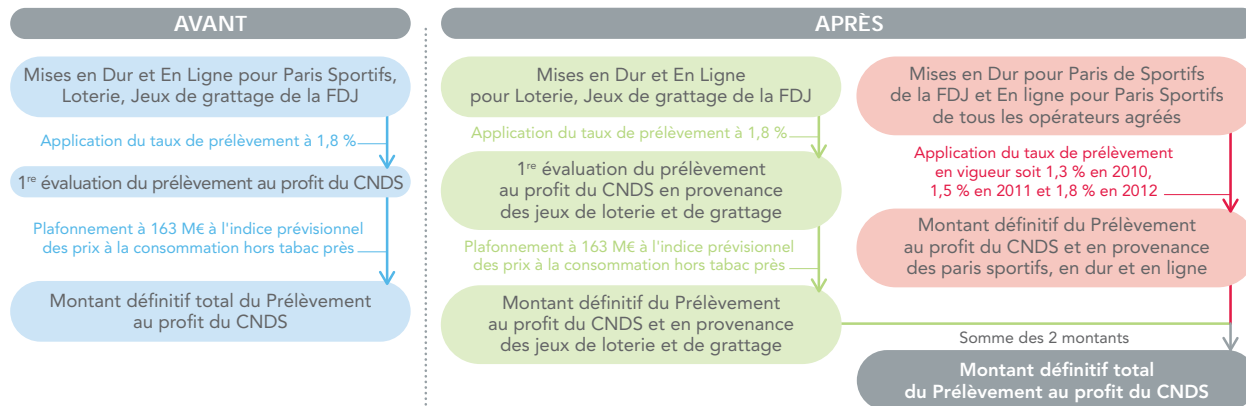 AVANT
Mises en Dur et En Ligne pour Paris Sportifs,
Loterie, Jeux de grattage de la FDJ
Application du taux de prélèvement à 1,8 %
1re évaluation du prélèvement au profit du CNDS
Plafonnement à 163 M€ à l'indice prévisionnel
des prix à la consommation hors tabac près
Montant définitif total du Prélèvement
au profit du CNDS
APRÈS
Mises en Dur et En Ligne
pour Loterie, Jeux de grattage de la FDJ
Application du taux de prélèvement à 1,8 %
1re évaluation du prélèvement
au profit du CNDS en provenance
des jeux de loterie et de grattage
Plafonnement à 163 M€ à l'indice prévisionnel
des prix à la consommation hors tabac près
Montant définitif du Prélèvement
au profit du CNDS et en provenance
des jeux de loterie et de grattage
Mises en Dur pour Paris de Sportifs
de la FDJ et En ligne pour Paris Sportifs
de tous les opérateurs agréés
Application du taux de prélèvement
en vigueur soit 1,3 % en 2010,
1,5 % en 2011 et 1,8 % en 2012
Montant définitif du Prélèvement
au profit du CNDS et en provenance
des paris sportifs, en dur et en ligne
Somme des 2 montants
Montant définitif total
du Prélèvement au profit du CNDS